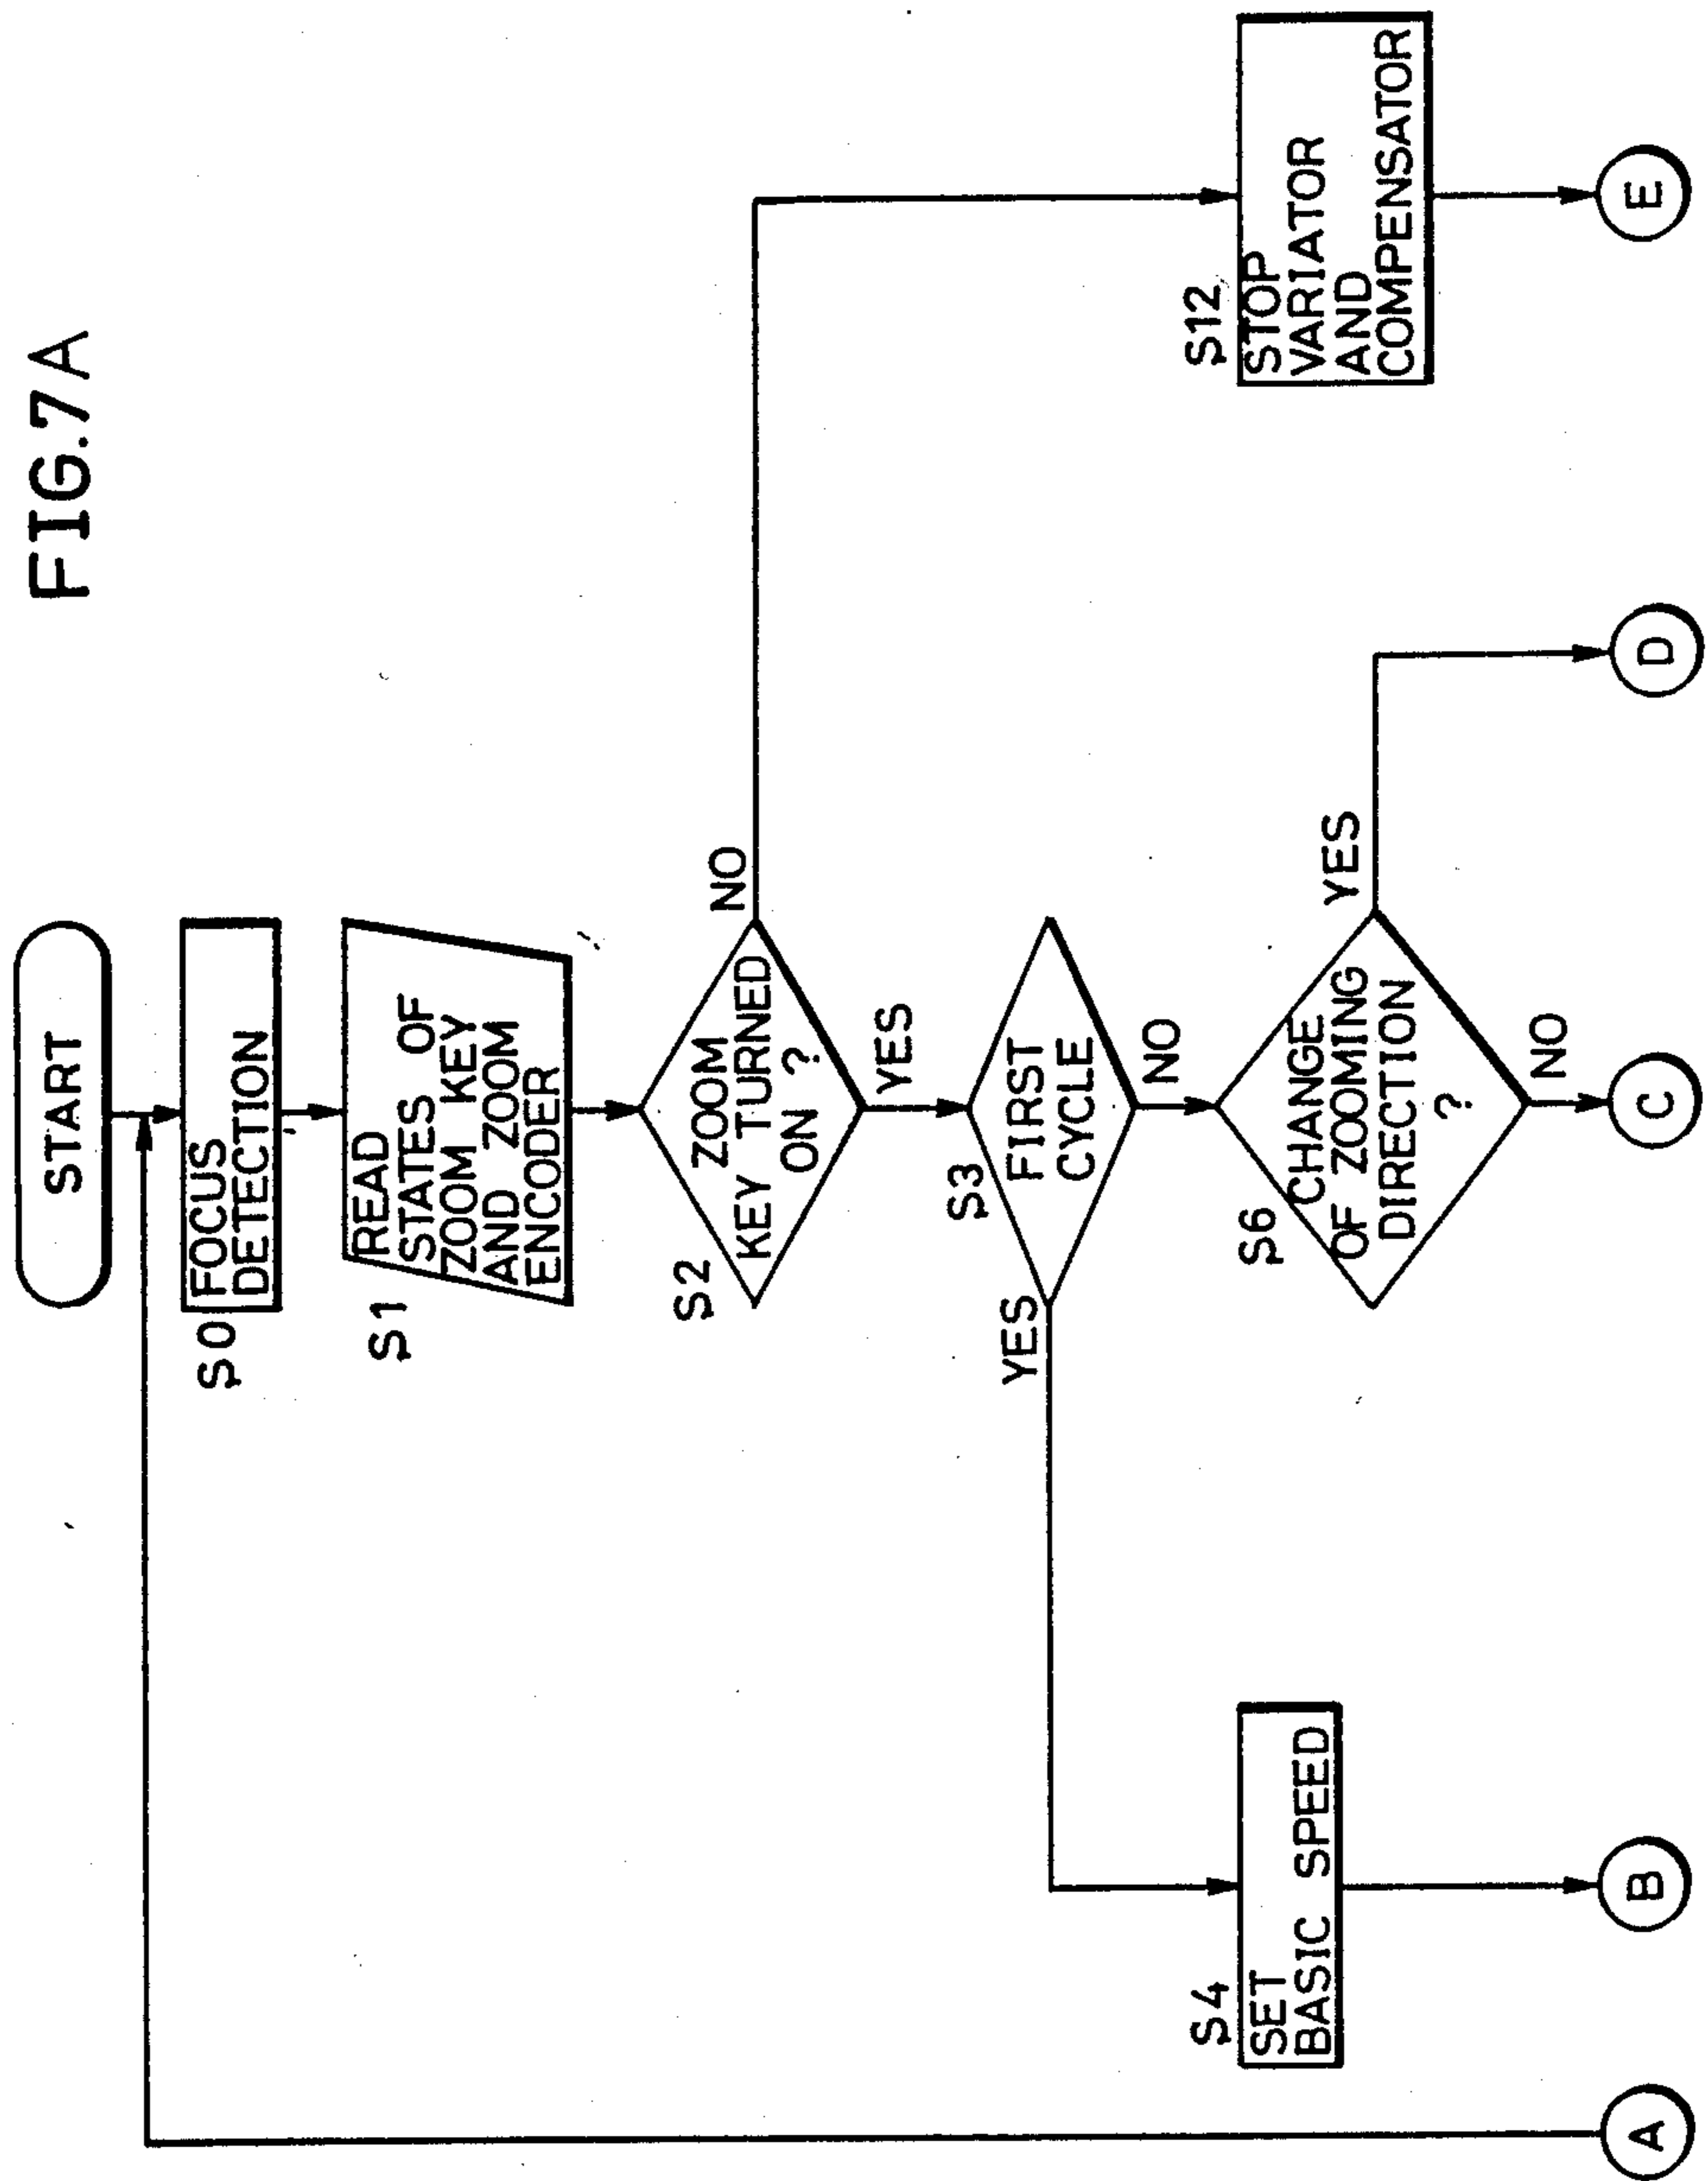 FIG.7A
START
S0
FOCUS
DETECTION
S1
READ
STATES OF
ZOOM KEY
AND ZOOM
ENCODER
S2
ZOOM
KEY TURNED
ON ?
NO
YES
S3
FIRST
CYCLE
YES
NO
S6
CHANGE
OF ZOOMING
DIRECTION
?
YES
NO
S4
SET
BASIC SPEED
S12
STOP
VARIATOR
AND
COMPENSATOR
A
B
C
D
E